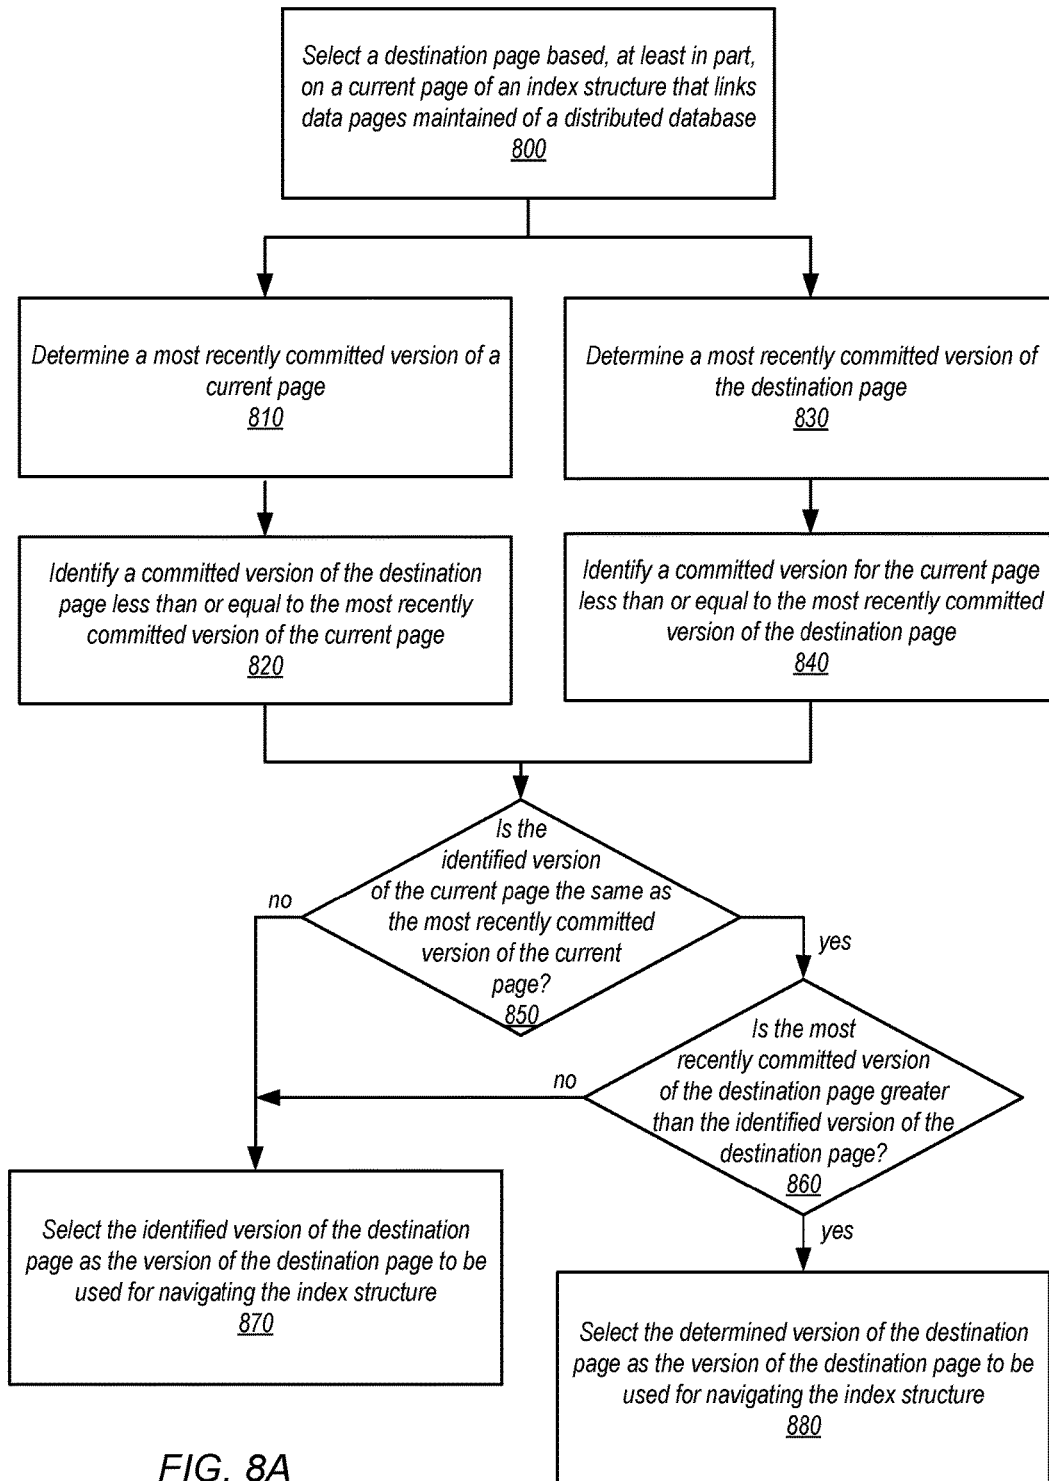 Select a destination page based, at least in part,
on a current page of an index structure that links
data pages maintained of a distributed database
800
Determine a most recently committed version of a
current page
810
Determine a most recently committed version of
the destination page
830
Identify a committed version of the destination
page less than or equal to the most recently
committed version of the current page
820
Identify a committed version for the current page
less than or equal to the most recently committed
version of the destination page
840
Is the
identified version
of the current page the same as
the most recently committed
version of the current
page?
850
no
yes
Is the most
recently committed version
of the destination page greater
than the identified version of the
destination page?
860
no
yes
Select the identified version of the destination
page as the version of the destination page to be
used for navigating the index structure
870
Select the determined version of the destination
page as the version of the destination page to be
used for navigating the index structure
880
FIG. 8A